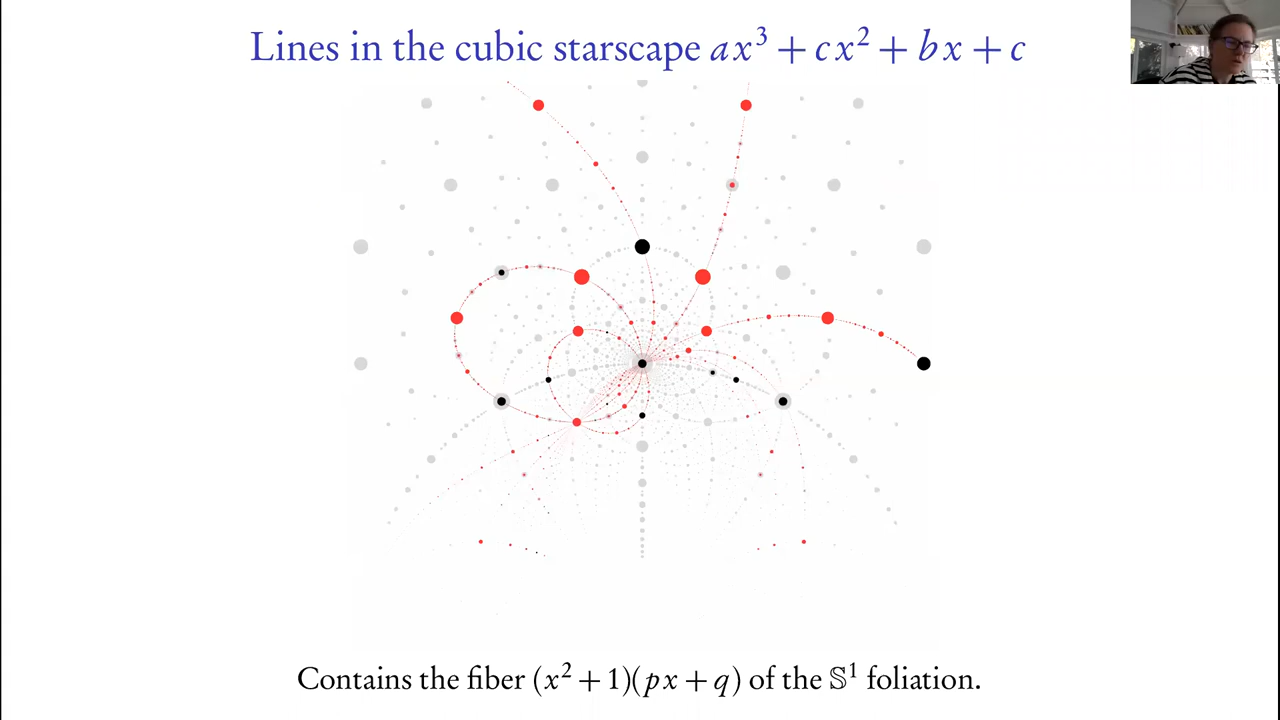 Lines in the cubic starscape ax³ + cx² + bx + c
Contains the fiber (x² + 1)(px + q) of the 𝕊¹ foliation.